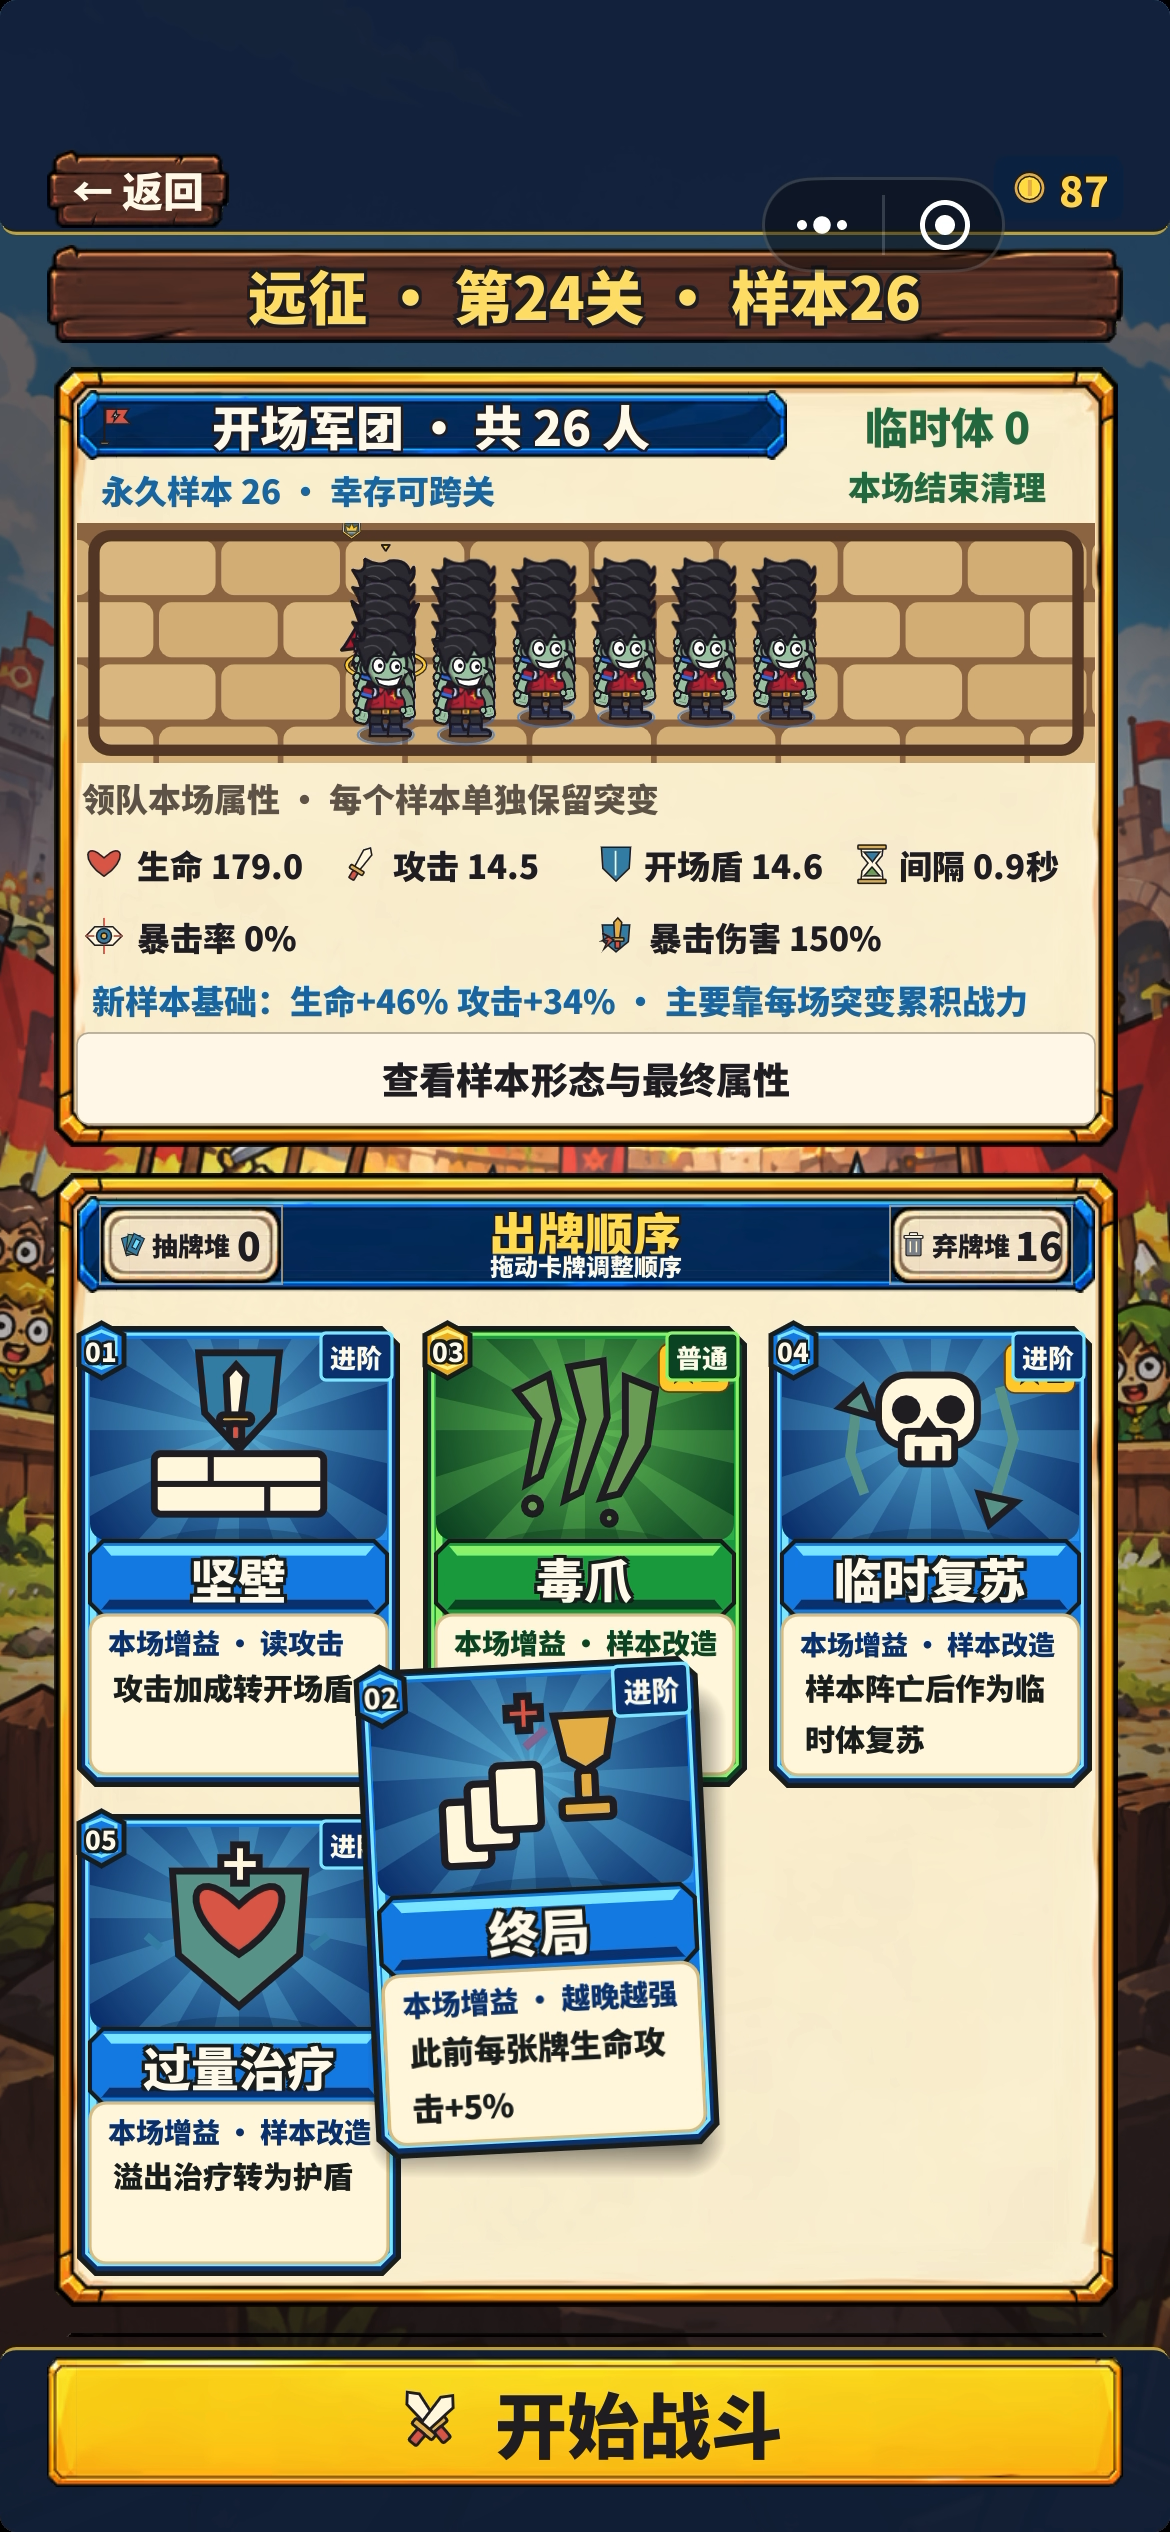 ← 返回
87
远征 · 第24关 · 样本26
开场军团 · 共 26 人
临时体 0
永久样本 26 · 幸存可跨关
本场结束清理
领队本场属性 · 每个样本单独保留突变
生命 179.0
攻击 14.5
开场盾 14.6
间隔 0.9秒
暴击率 0%
暴击伤害 150%
新样本基础：生命+46% 攻击+34% · 主要靠每场突变累积战力
查看样本形态与最终属性
抽牌堆 0
出牌顺序
拖动卡牌调整顺序
弃牌堆 16
01
进阶
坚壁
本场增益 · 读攻击
攻击加成转开场盾
03
普通
毒爪
本场增益 · 样本改造
04
进阶
临时复苏
本场增益 · 样本改造
样本阵亡后作为临
时体复苏
02
进阶
终局
本场增益 · 越晚越强
此前每张牌生命攻
击+5%
05
进
过量治疗
本场增益 · 样本改造
溢出治疗转为护盾
开始战斗